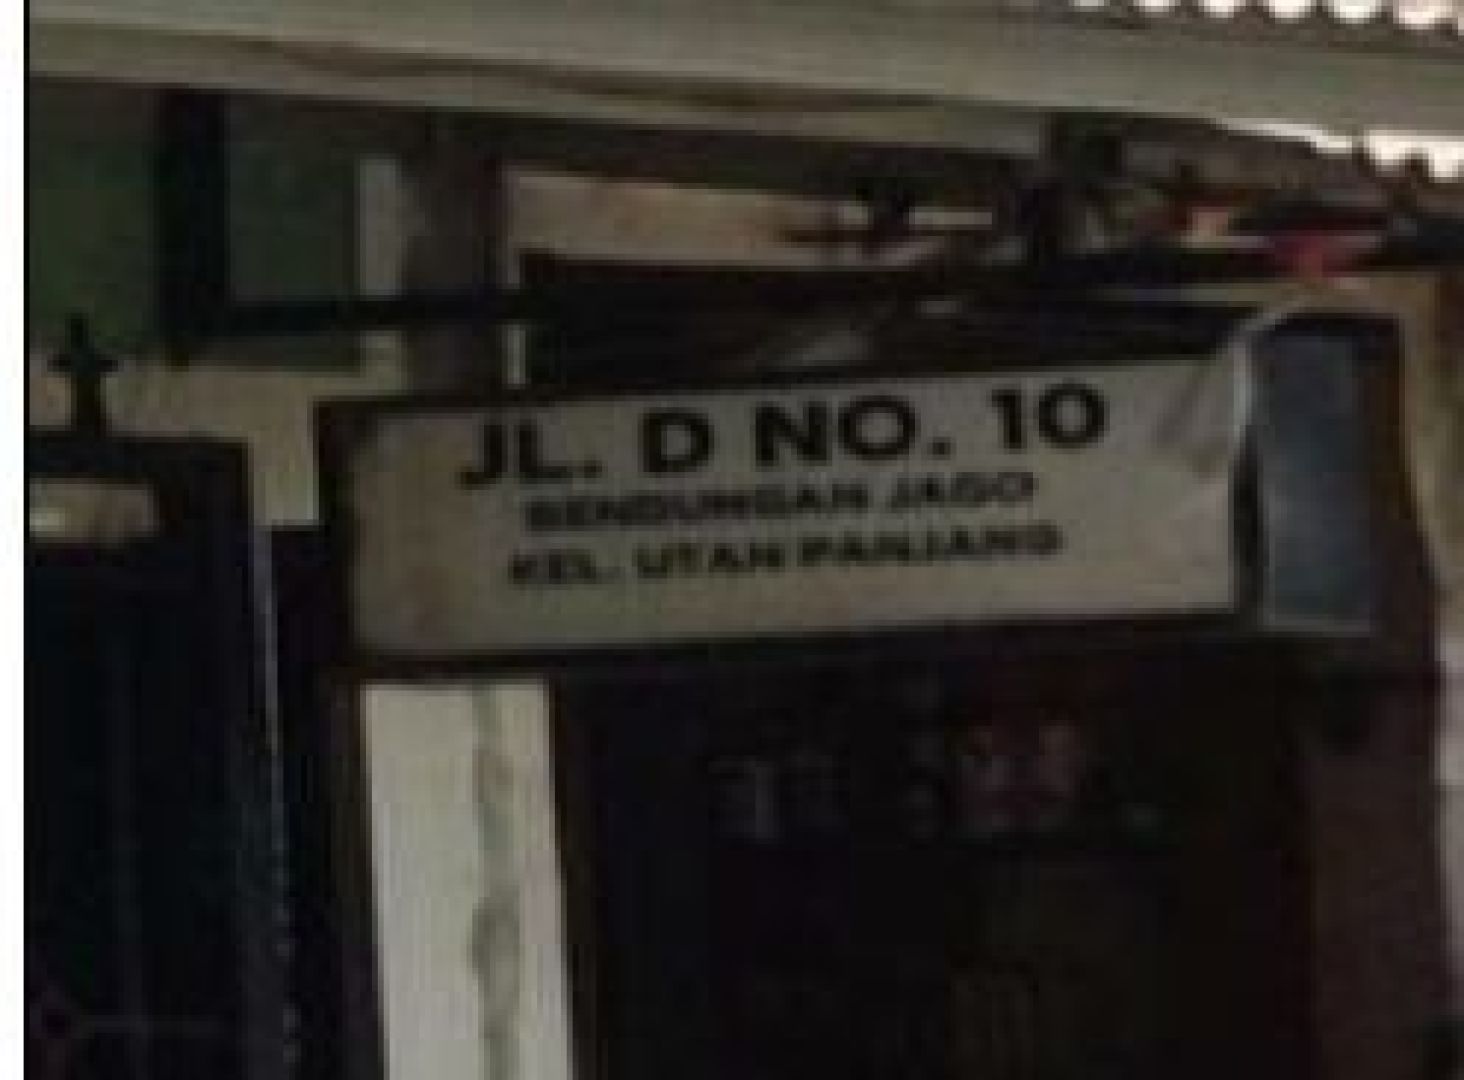 JL. D NO. 10
BENDUNGAN JAGO
KEL. UTAN PANJANG